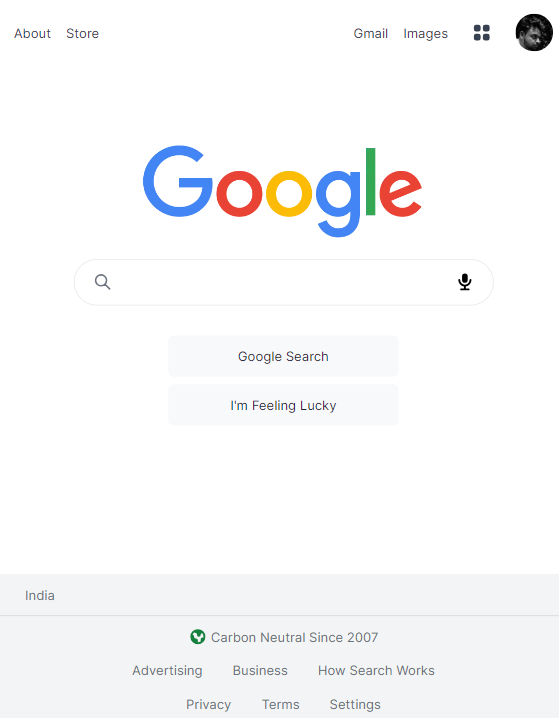 About Store Gmail Images
Google
Google Search
I'm Feeling Lucky
India
Carbon Neutral Since 2007
Advertising Business How Search Works
Privacy Terms Settings